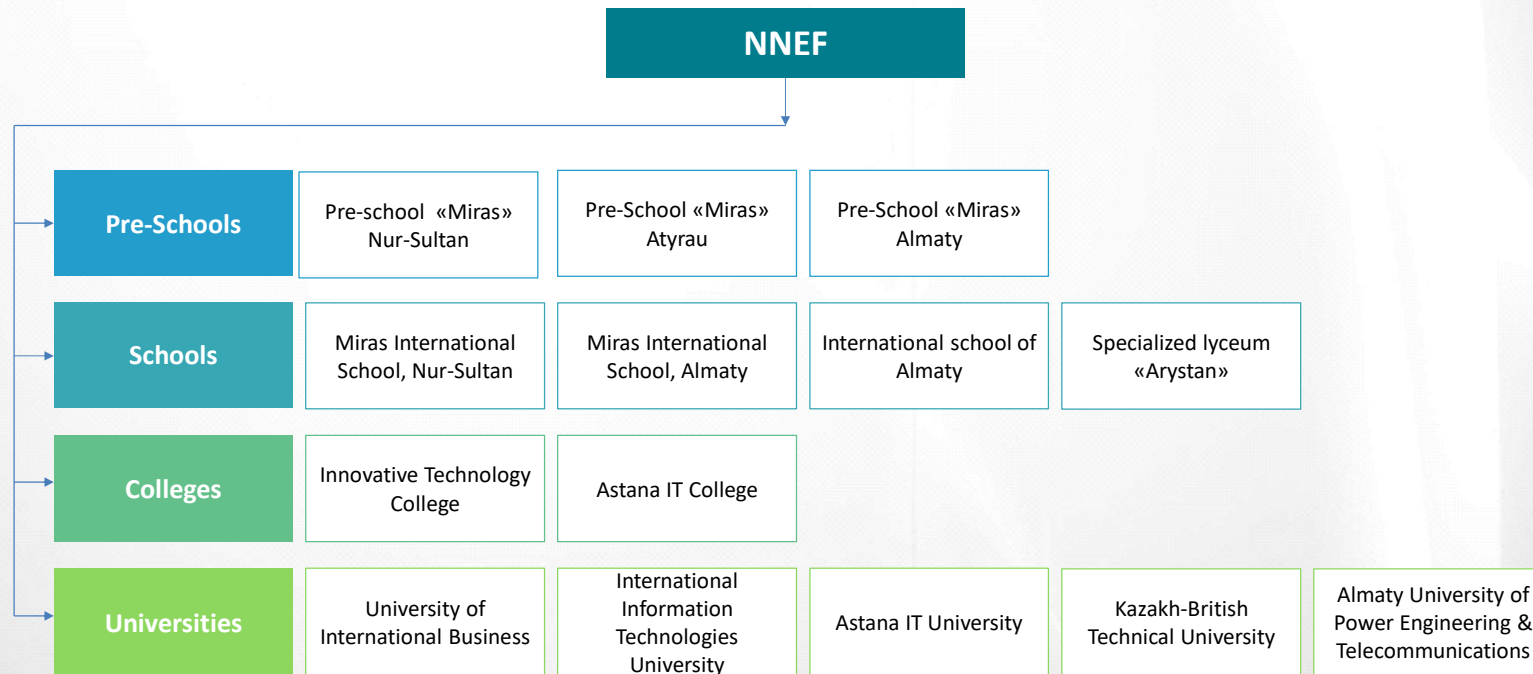 NNEF
Pre-Schools
Pre-school «Miras»
Nur-Sultan
Pre-School «Miras»
Atyrau
Pre-School «Miras»
Almaty
Schools
Miras International
School, Nur-Sultan
Miras International
School, Almaty
International school of
Almaty
Specialized lyceum
«Arystan»
Colleges
Innovative Technology
College
Astana IT College
Universities
University of
International Business
International
Information
Technologies
University
Astana IT University
Kazakh-British
Technical University
Almaty University of
Power Engineering &
Telecommunications